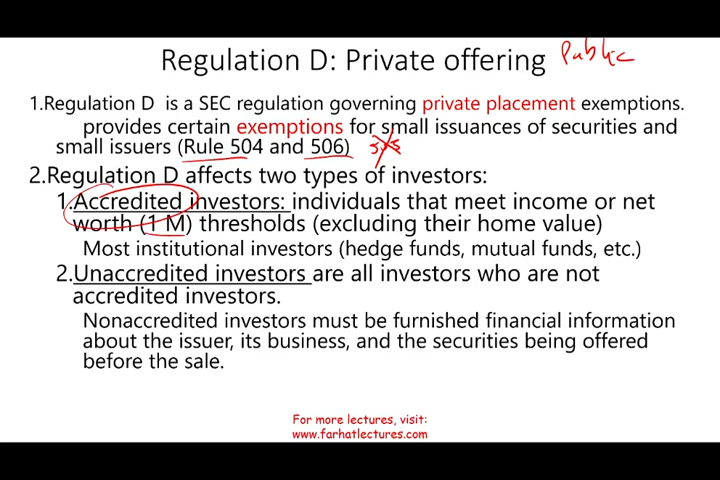 Regulation D: Private offering Public
1.Regulation D is a SEC regulation governing private placement exemptions.
provides certain exemptions for small issuances of securities and
small issuers (Rule 504 and 506) 505
2.Regulation D affects two types of investors:
1.Accredited investors: individuals that meet income or net
worth (1 M) thresholds (excluding their home value)
Most institutional investors (hedge funds, mutual funds, etc.)
2.Unaccredited investors are all investors who are not
accredited investors.
Nonaccredited investors must be furnished financial information
about the issuer, its business, and the securities being offered
before the sale.
For more lectures, visit:
www.farhatlectures.com